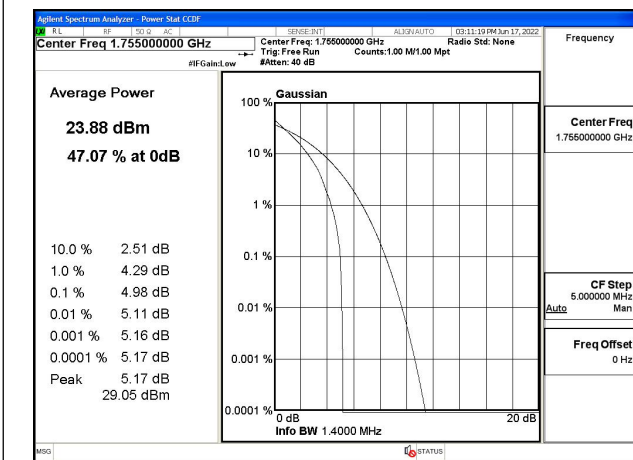 Agilent Spectrum Analyzer - Power Stat CCDF
RL RF 50 Ω AC SENSE:INT ALIGN AUTO 03:11:19 PM Jun 17, 2022
Center Freq 1.755000000 GHz
Center Freq: 1.755000000 GHz Radio Std: None
Trig: Free Run Counts:1.00 M/1.00 Mpt
#IFGain:Low #Atten: 40 dB
Frequency
Average Power
23.88 dBm
47.07 % at 0dB
10.0 % 2.51 dB
1.0 % 4.29 dB
0.1 % 4.98 dB
0.01 % 5.11 dB
0.001 % 5.16 dB
0.0001 % 5.17 dB
Peak 5.17 dB
29.05 dBm
Gaussian
100 %
10 %
1 %
0.1 %
0.01 %
0.001 %
0.0001 %
0 dB 20 dB
Info BW 1.4000 MHz
Center Freq
1.755000000 GHz
CF Step
5.000000 MHz
Auto Man
Freq Offset
0 Hz
MSG STATUS